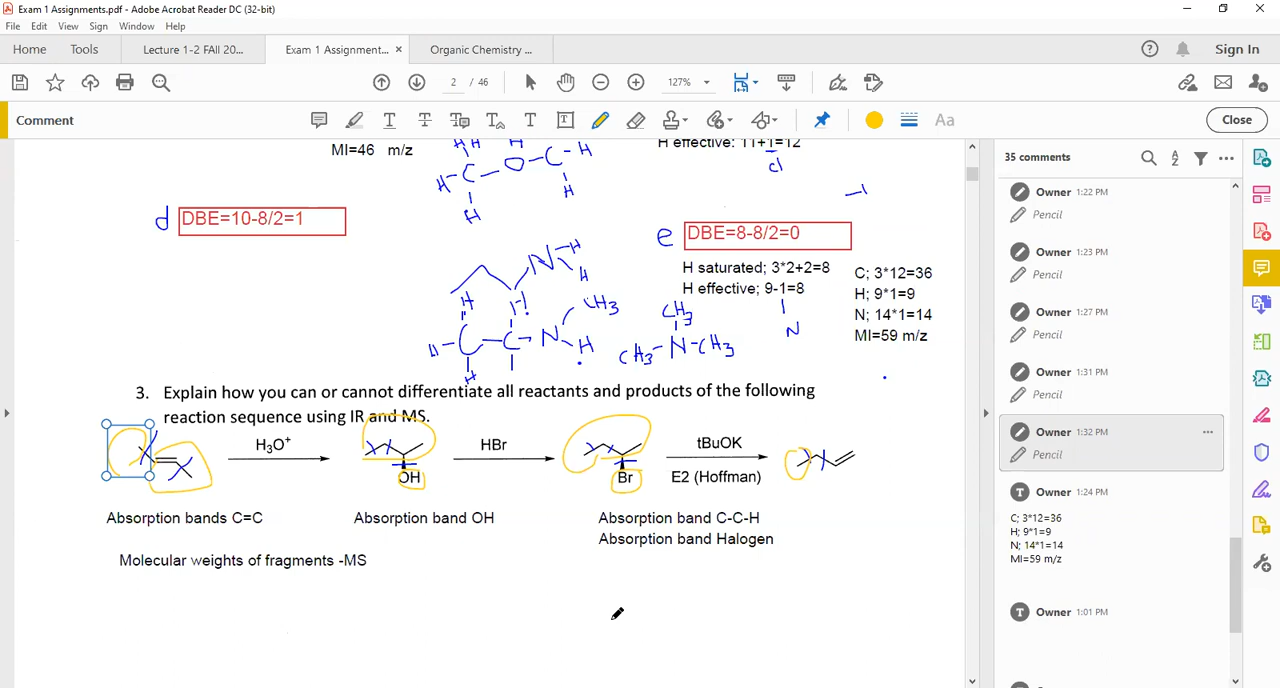 Exam 1 Assignments.pdf - Adobe Acrobat Reader DC (32-bit)
File Edit View Sign Window Help
Home Tools Lecture 1-2 FAll 20... Exam 1 Assignment... × Organic Chemistry ... Sign In
2 / 46 127%
Comment Aa Close
MI=46 m/z
H effective: 11+1=12
cl
H H H
H-C-O-C-H
H H
d DBE=10-8/2=1
e DBE=8-8/2=0
H saturated; 3*2+2=8
H effective; 9-1=8
N
C; 3*12=36
H; 9*1=9
N; 14*1=14
MI=59 m/z
N-H
H
H H CH3
H-C-C-N-H
H
CH3
CH3-N-CH3
3. Explain how you can or cannot differentiate all reactants and products of the following
reaction sequence using IR and MS.
H3O+ HBr tBuOK
OH Br E2 (Hoffman)
Absorption bands C=C Absorption band OH Absorption band C-C-H
Absorption band Halogen
Molecular weights of fragments -MS
35 comments
Owner 1:22 PM
Pencil
Owner 1:23 PM
Pencil
Owner 1:27 PM
Pencil
Owner 1:31 PM
Pencil
Owner 1:32 PM
Pencil
T Owner 1:24 PM
C; 3*12=36
H; 9*1=9
N; 14*1=14
MI=59 m/z
T Owner 1:01 PM